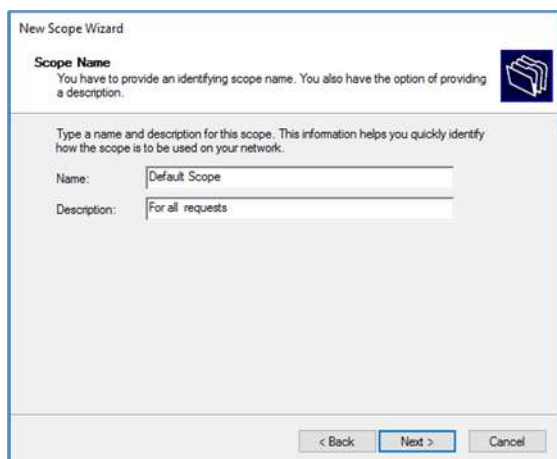 New Scope Wizard
Scope Name
You have to provide an identifying scope name. You also have the option of providing
a description.
Type a name and description for this scope. This information helps you quickly identify
how the scope is to be used on your network.
Name: Default Scope
Description: For all requests
< Back Next > Cancel